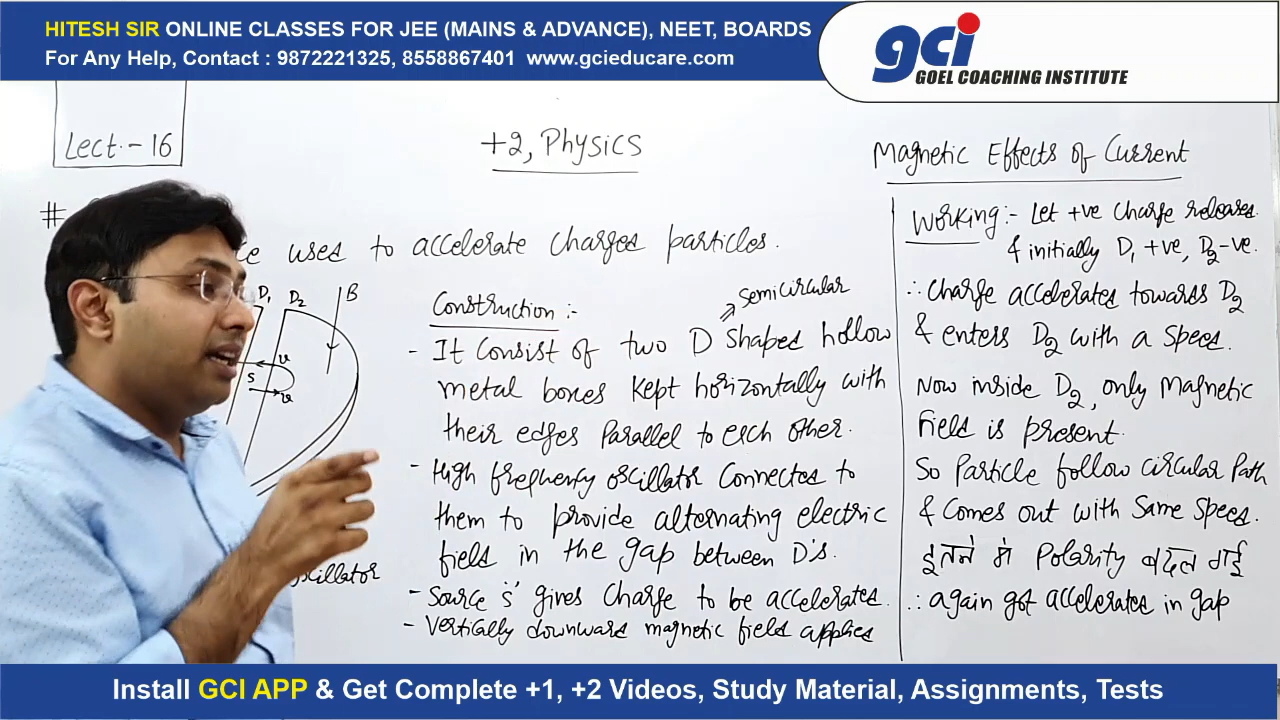 HITESH SIR ONLINE CLASSES FOR JEE (MAINS & ADVANCE), NEET, BOARDS
For Any Help, Contact : 9872221325, 8558867401 www.gcieducare.com
gci
GOEL COACHING INSTITUTE
Lect.- 16
+2, Physics
Magnetic Effects of Current
#
used to accelerate charged particles.
D1 D2 B
v
S
v
oscillator
Construction :-
semicircular
- It Consist of two D shaped hollow
metal boxes kept horizontally with
their edges parallel to each other.
- High frequency oscillator Connected to
them to provide alternating electric
field in the gap between D's.
- Source 'S' gives Charge to be accelerated.
- Vertically downward magnetic field applied
Working :- Let +ve Charge released
& initially D1 +ve, D2 -ve.
∴ Charge accelerated towards D2
& enters D2 with a speed.
Now inside D2, only Magnetic
Field is present.
So Particle follow circular Path
& Comes out with Same speed.
इतने में Polarity बदल गई
∴ again got accelerated in gap
Install GCI APP & Get Complete +1, +2 Videos, Study Material, Assignments, Tests